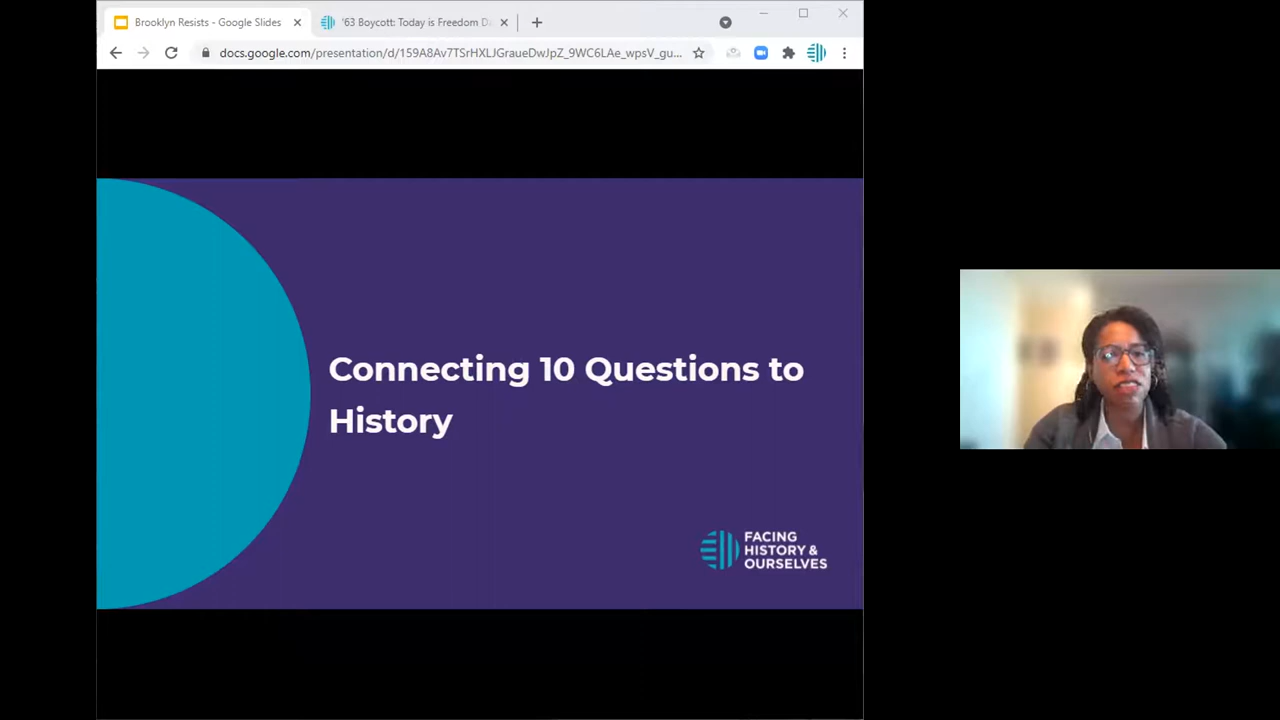 Brooklyn Resists - Google Slides
'63 Boycott: Today is Freedom Da
docs.google.com/presentation/d/159A8Av7TSrHXLJGraueDwJpZ_9WC6LAe_wpsV_gu...
Connecting 10 Questions to
History
FACING
HISTORY &
OURSELVES